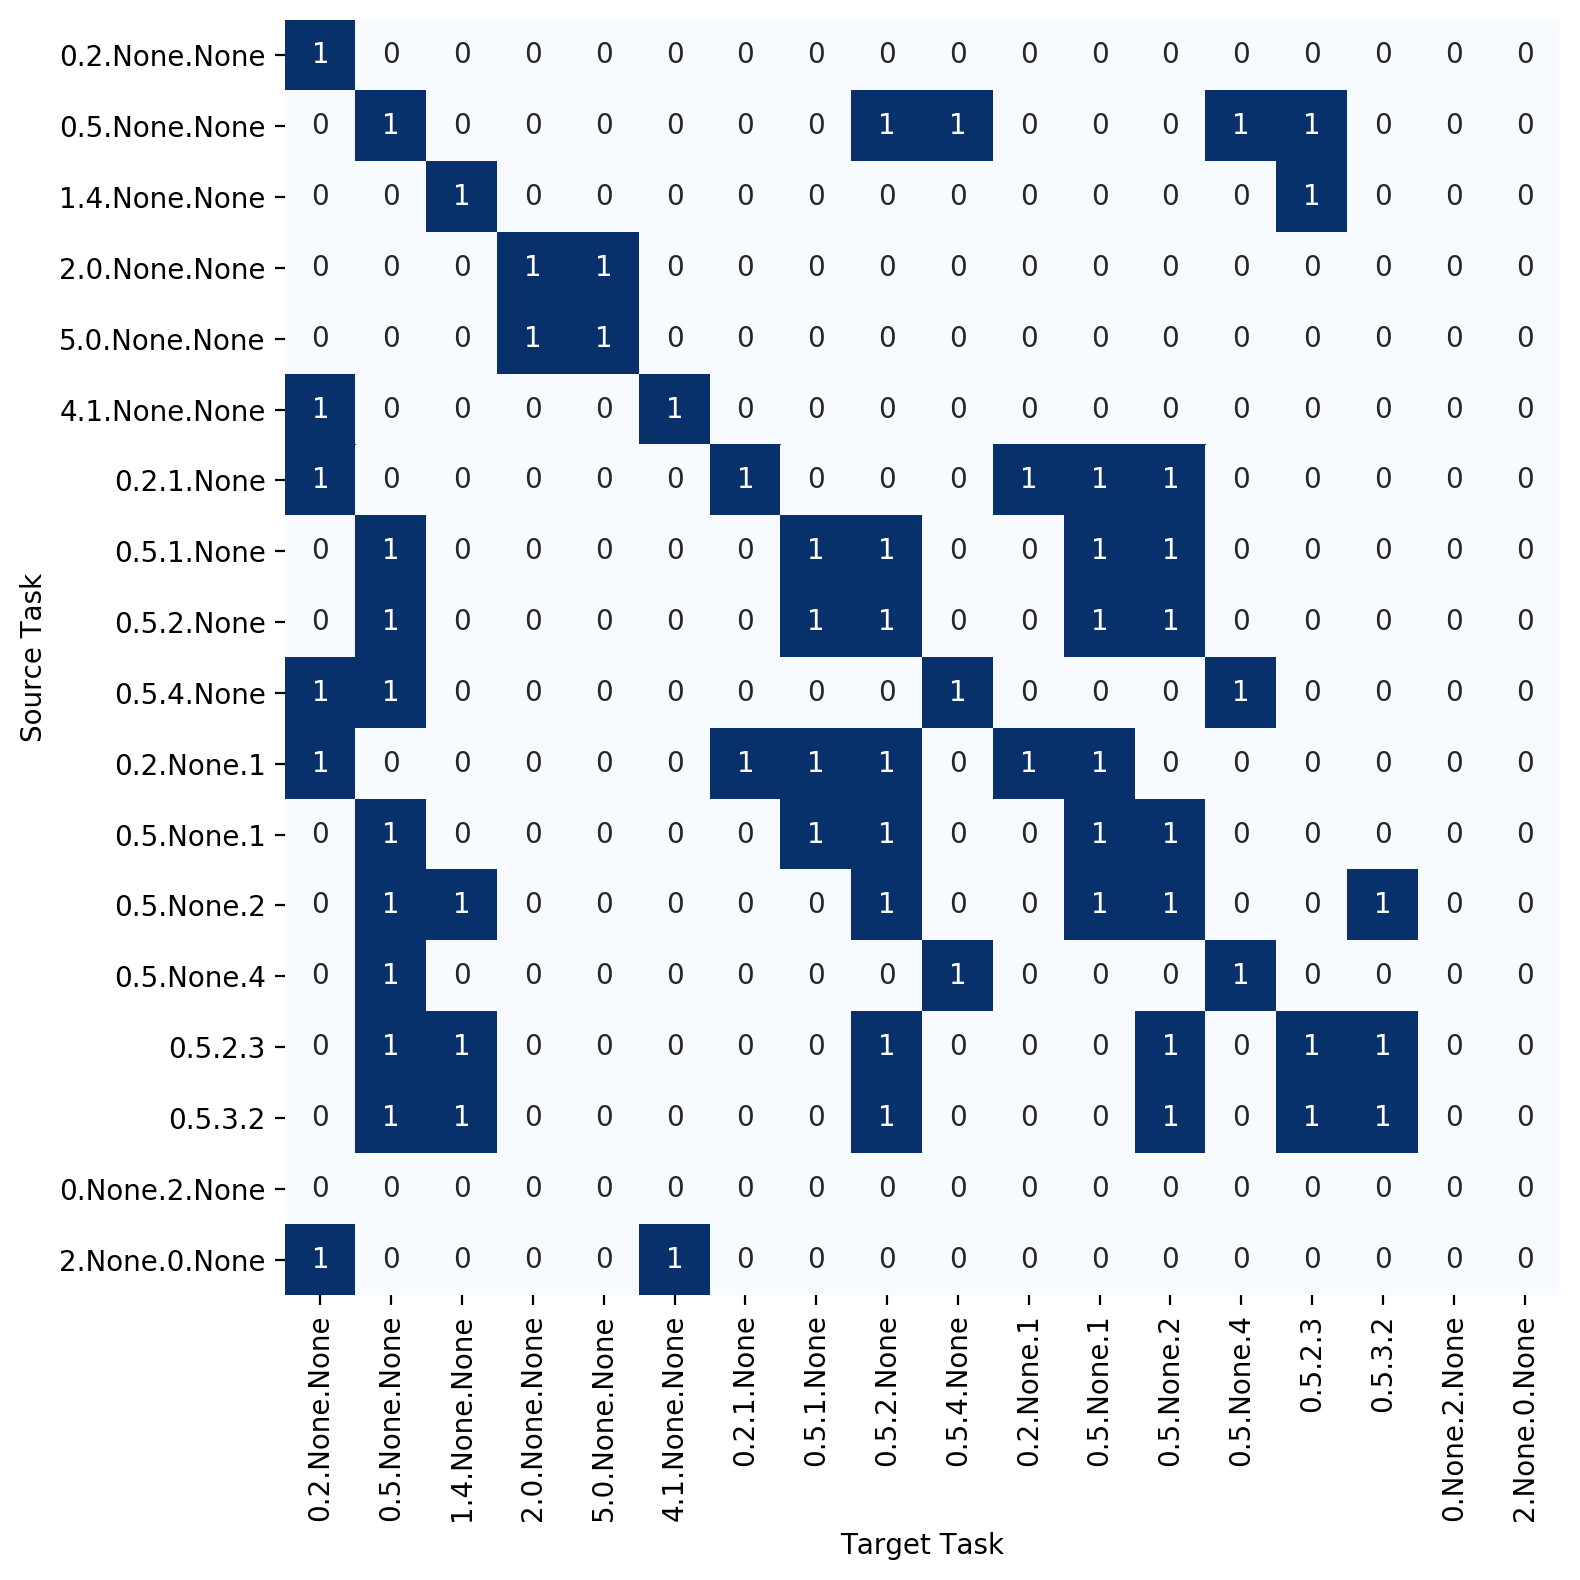 0.2.None.None 1 0 0 0 0 0 0 0 0 0 0 0 0 0 0 0 0 0
0.5.None.None 0 1 0 0 0 0 0 0 1 1 0 0 0 1 1 0 0 0
1.4.None.None 0 0 1 0 0 0 0 0 0 0 0 0 0 0 1 0 0 0
2.0.None.None 0 0 0 1 1 0 0 0 0 0 0 0 0 0 0 0 0 0
5.0.None.None 0 0 0 1 1 0 0 0 0 0 0 0 0 0 0 0 0 0
4.1.None.None 1 0 0 0 0 1 0 0 0 0 0 0 0 0 0 0 0 0
0.2.1.None 1 0 0 0 0 0 1 0 0 0 1 1 1 0 0 0 0 0
0.5.1.None 0 1 0 0 0 0 0 1 1 0 0 1 1 0 0 0 0 0
0.5.2.None 0 1 0 0 0 0 0 1 1 0 0 1 1 0 0 0 0 0
0.5.4.None 1 1 0 0 0 0 0 0 0 1 0 0 0 1 0 0 0 0
0.2.None.1 1 0 0 0 0 0 1 1 1 0 1 1 0 0 0 0 0 0
0.5.None.1 0 1 0 0 0 0 0 1 1 0 0 1 1 0 0 0 0 0
0.5.None.2 0 1 1 0 0 0 0 0 1 0 0 1 1 0 0 1 0 0
0.5.None.4 0 1 0 0 0 0 0 0 0 1 0 0 0 1 0 0 0 0
0.5.2.3 0 1 1 0 0 0 0 0 1 0 0 0 1 0 1 1 0 0
0.5.3.2 0 1 1 0 0 0 0 0 1 0 0 0 1 0 1 1 0 0
0.None.2.None 0 0 0 0 0 0 0 0 0 0 0 0 0 0 0 0 0 0
2.None.0.None 1 0 0 0 0 1 0 0 0 0 0 0 0 0 0 0 0 0
Source Task
0.2.None.None
0.5.None.None
1.4.None.None
2.0.None.None
5.0.None.None
4.1.None.None
0.2.1.None
0.5.1.None
0.5.2.None
0.5.4.None
0.2.None.1
0.5.None.1
0.5.None.2
0.5.None.4
0.5.2.3
0.5.3.2
0.None.2.None
2.None.0.None
Target Task